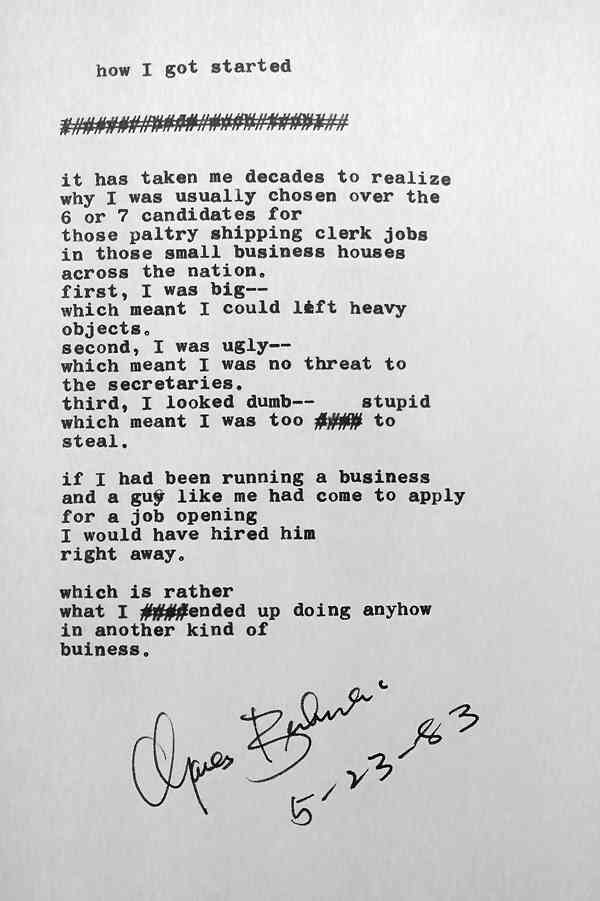 how I got started
it has taken me decades to realize
why I was usually chosen over the
6 or 7 candidates for
those paltry shipping clerk jobs
in those small business houses
across the nation.
first, I was big--
which meant I could lift heavy
objects.
second, I was ugly--
which meant I was no threat to
the secretaries.
third, I looked dumb-- stupid
which meant I was too to
steal.
if I had been running a business
and a guy like me had come to apply
for a job opening
I would have hired him
right away.
which is rather
what I ended up doing anyhow
in another kind of
buiness.
5-23-83